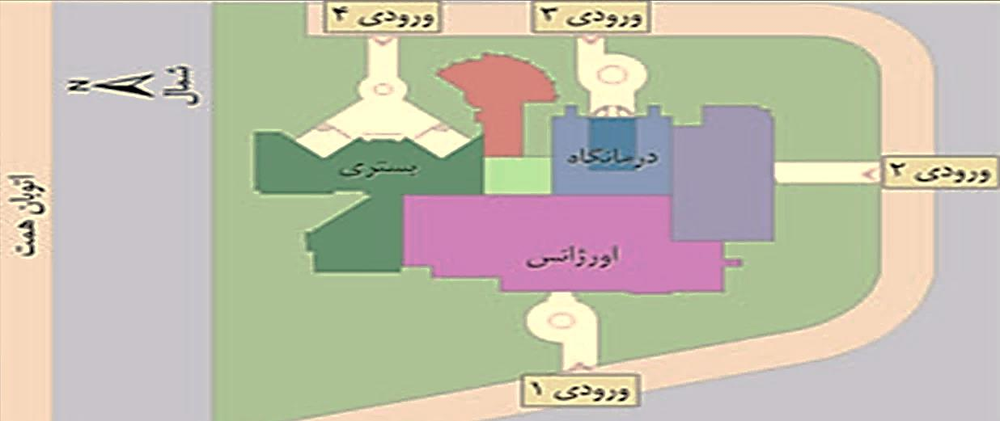 ورودی ۳
ورودی ۴
شمال
N
ورودی ۲
درمانگاه
بستری
اتوبان همت
اورژانس
ورودی ۱